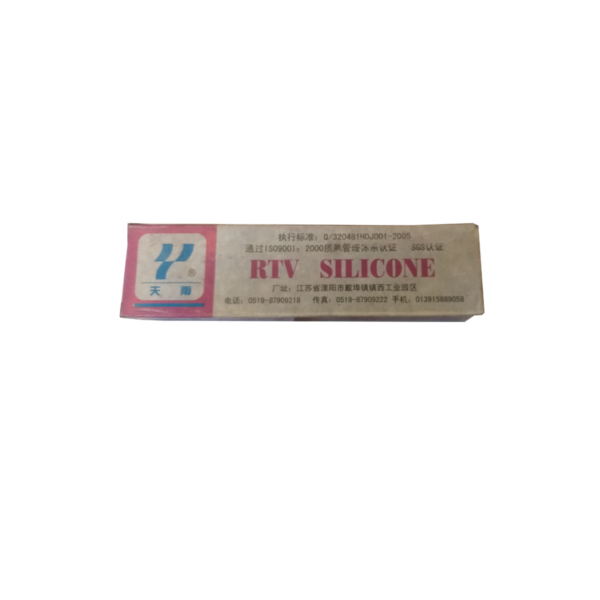 执行标准：Q/320481HDJ001-2005
通过ISO9001：2000质量管理体系认证 SGS认证
RTV SILICONE
厂址：江苏省溧阳市戴埠镇镇西工业园区
电话：0519-87909218 传真：0519-87909222 手机：013915889058
®
天雨